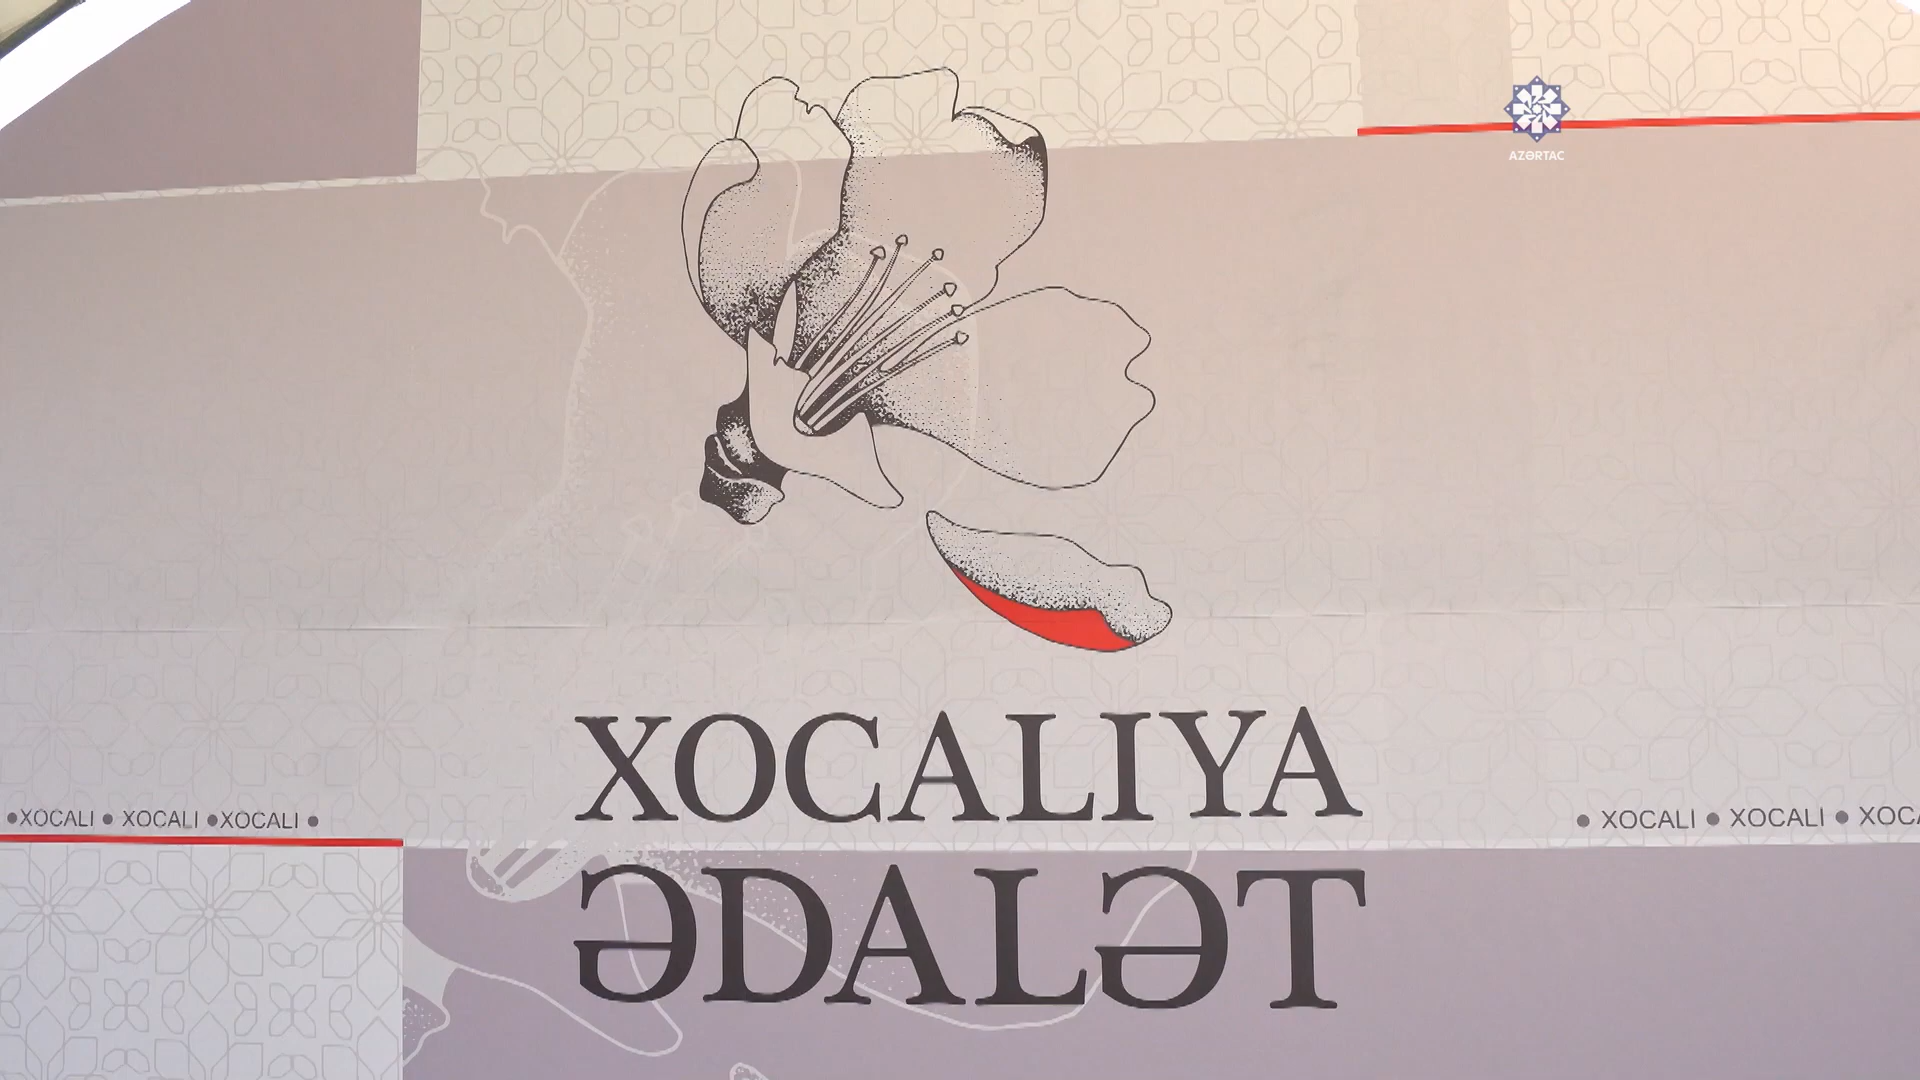 AZƏRTAC
XOCALIYA
●XOCALI ● XOCALI ●XOCALI ●
● XOCALI ● XOCALI ● XOCA
ƏDALƏT